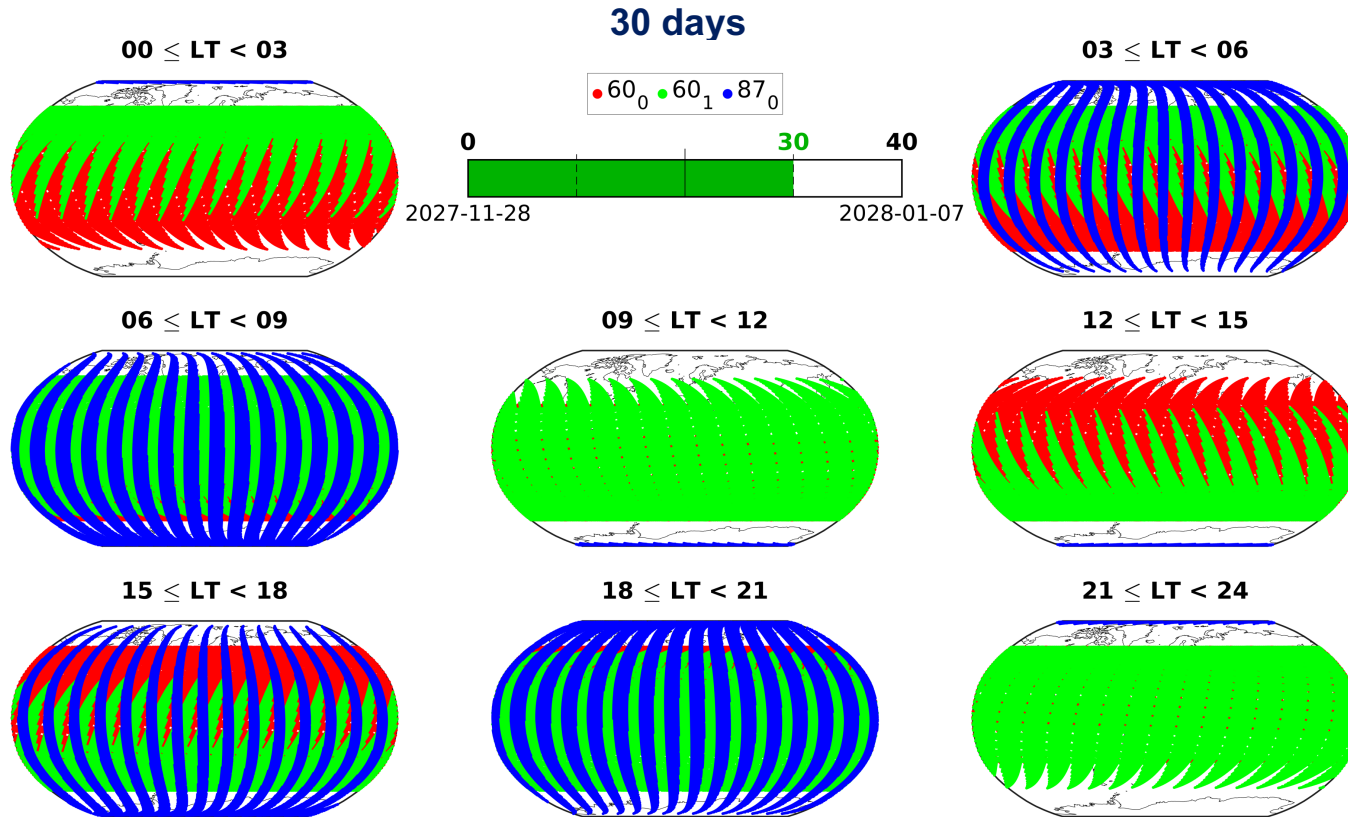 30 days
00 ≤ LT < 03
03 ≤ LT < 06
60₀ 60₁ 87₀
0 30 40
2027-11-28 2028-01-07
06 ≤ LT < 09
09 ≤ LT < 12
12 ≤ LT < 15
15 ≤ LT < 18
18 ≤ LT < 21
21 ≤ LT < 24